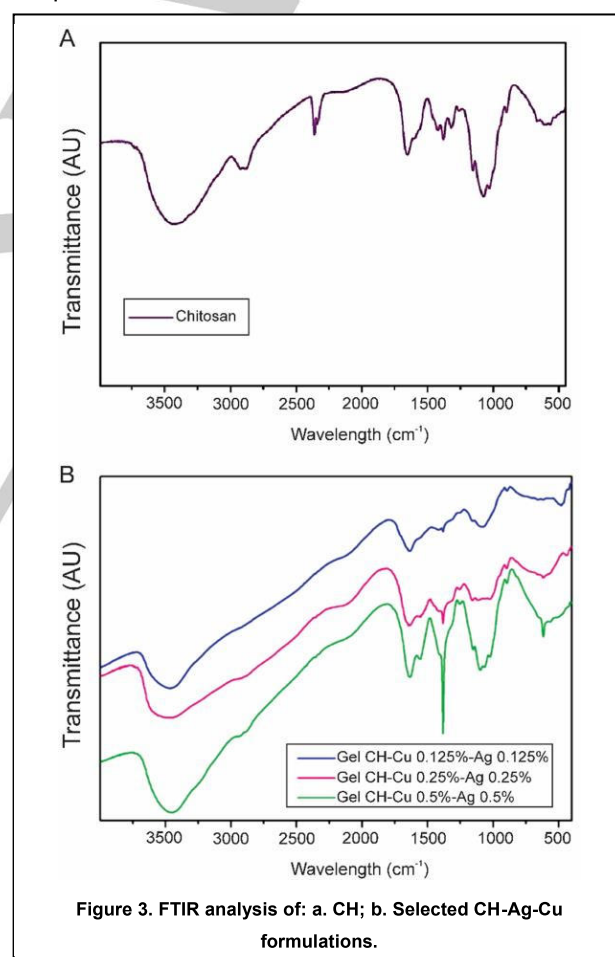 A
Transmittance (AU)
Chitosan
3500 3000 2500 2000 1500 1000 500
Wavelength (cm⁻¹)
B
Transmittance (AU)
Gel CH-Cu 0.125%-Ag 0.125%
Gel CH-Cu 0.25%-Ag 0.25%
Gel CH-Cu 0.5%-Ag 0.5%
3500 3000 2500 2000 1500 1000 500
Wavelength (cm⁻¹)
Figure 3. FTIR analysis of: a. CH; b. Selected CH-Ag-Cu
formulations.